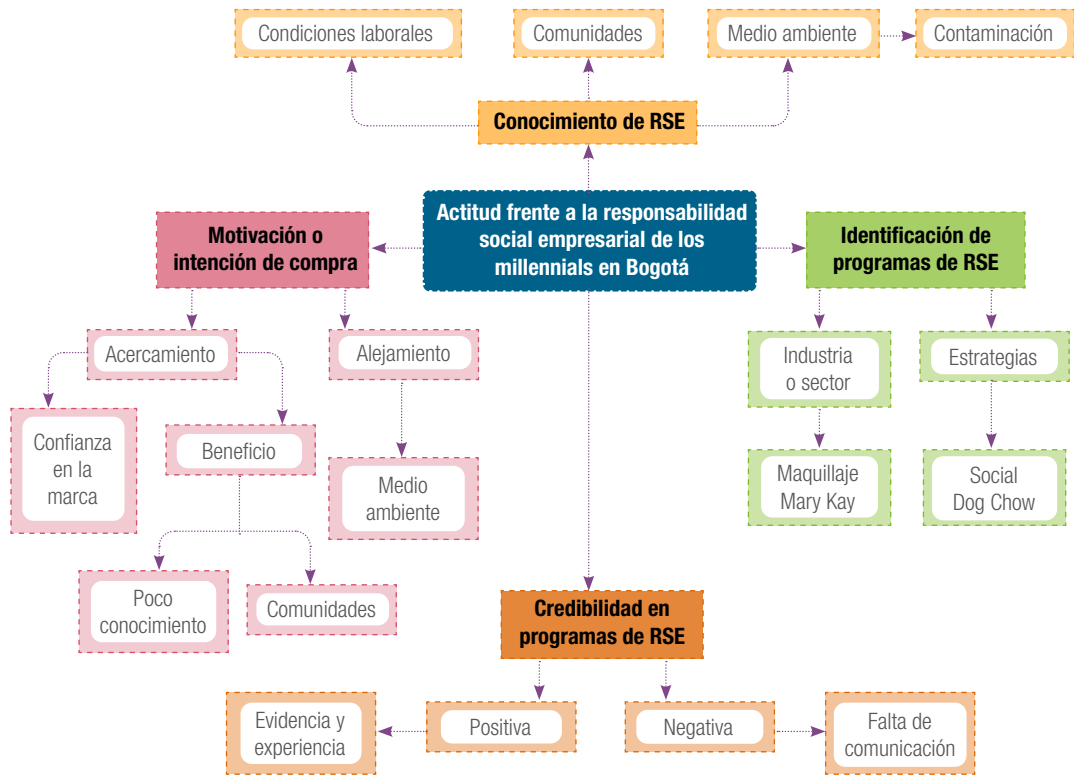 Condiciones laborales
Comunidades
Medio ambiente
Contaminación
Conocimiento de RSE
Actitud frente a la responsabilidad
social empresarial de los
millennials en Bogotá
Motivación o
intención de compra
Identificación de
programas de RSE
Acercamiento
Alejamiento
Industria
o sector
Estrategias
Confianza
en la
marca
Beneficio
Medio
ambiente
Maquillaje
Mary Kay
Social
Dog Chow
Poco
conocimiento
Comunidades
Credibilidad en
programas de RSE
Evidencia y
experiencia
Positiva
Negativa
Falta de
comunicación